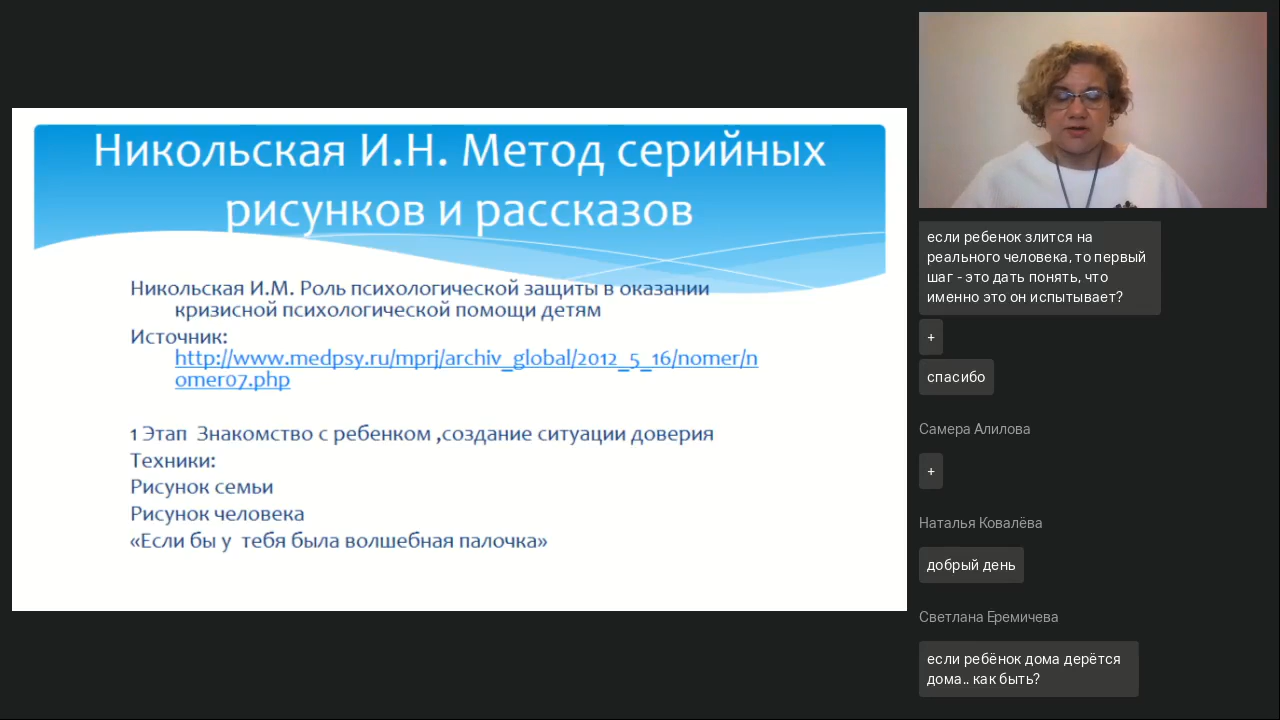 Никольская И.Н. Метод серийных
рисунков и рассказов
Никольская И.М. Роль психологической защиты в оказании
кризисной психологической помощи детям
Источник:
http://www.medpsy.ru/mprj/archiv_global/2012_5_16/nomer/n
omer07.php
1 Этап  Знакомство с ребенком ,создание ситуации доверия
Техники:
Рисунок семьи
Рисунок человека
«Если бы у  тебя была волшебная палочка»
если ребенок злится на
реального человека, то первый
шаг - это дать понять, что
именно это он испытывает?
+
спасибо
Самера Алилова
+
Наталья Ковалёва
добрый день
Светлана Еремичева
если ребёнок дома дерётся
дома.. как быть?